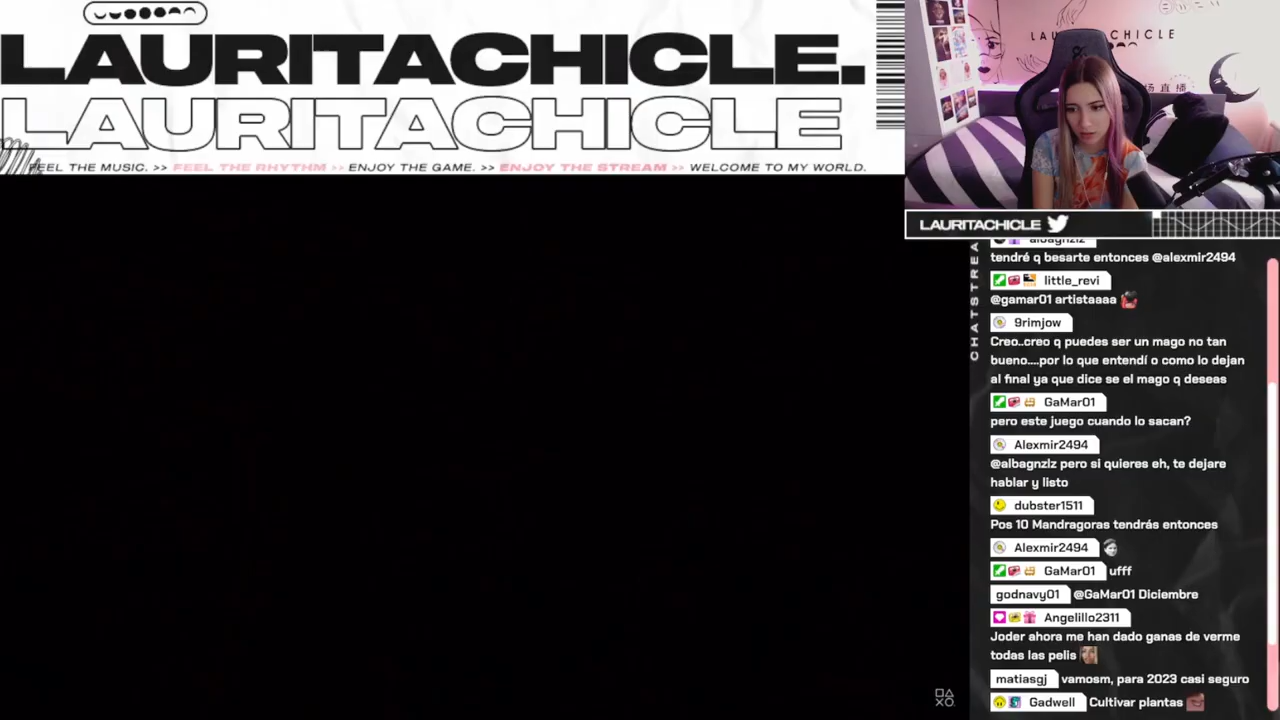 LAURITACHICLE.
LAURITACHICLE
FEEL THE MUSIC. >> FEEL THE RHYTHM >> ENJOY THE GAME. >> ENJOY THE STREAM >> WELCOME TO MY WORLD.
LAURITACHICLE
CHATSTREA
albagnzlz
tendré q besarte entonces @alexmir2494
little_revi
@gamar01 artistaaaa
9rimjow
Creo..creo q puedes ser un mago no tan
bueno....por lo que entendí o como lo dejan
al final ya que dice se el mago q deseas
GaMar01
pero este juego cuando lo sacan?
Alexmir2494
@albagnzlz pero si quieres eh, te dejare
hablar y listo
dubster1511
Pos 10 Mandragoras tendrás entonces
Alexmir2494
GaMar01 ufff
godnavy01 @GaMar01 Diciembre
Angelillo2311
Joder ahora me han dado ganas de verme
todas las pelis
matiasgj vamosm, para 2023 casi seguro
Gadwell Cultivar plantas